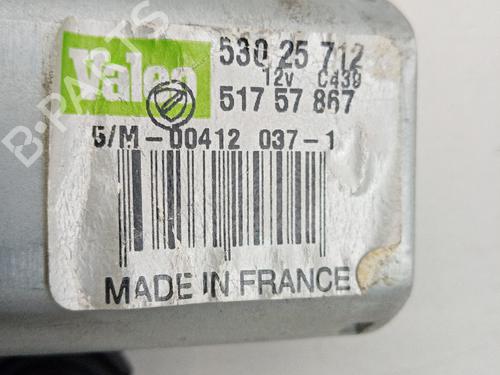 Valeo
530 25 712
12v C439
517 57 867
5/M-00412 037-1
MADE IN FRANCE
B-PARTS